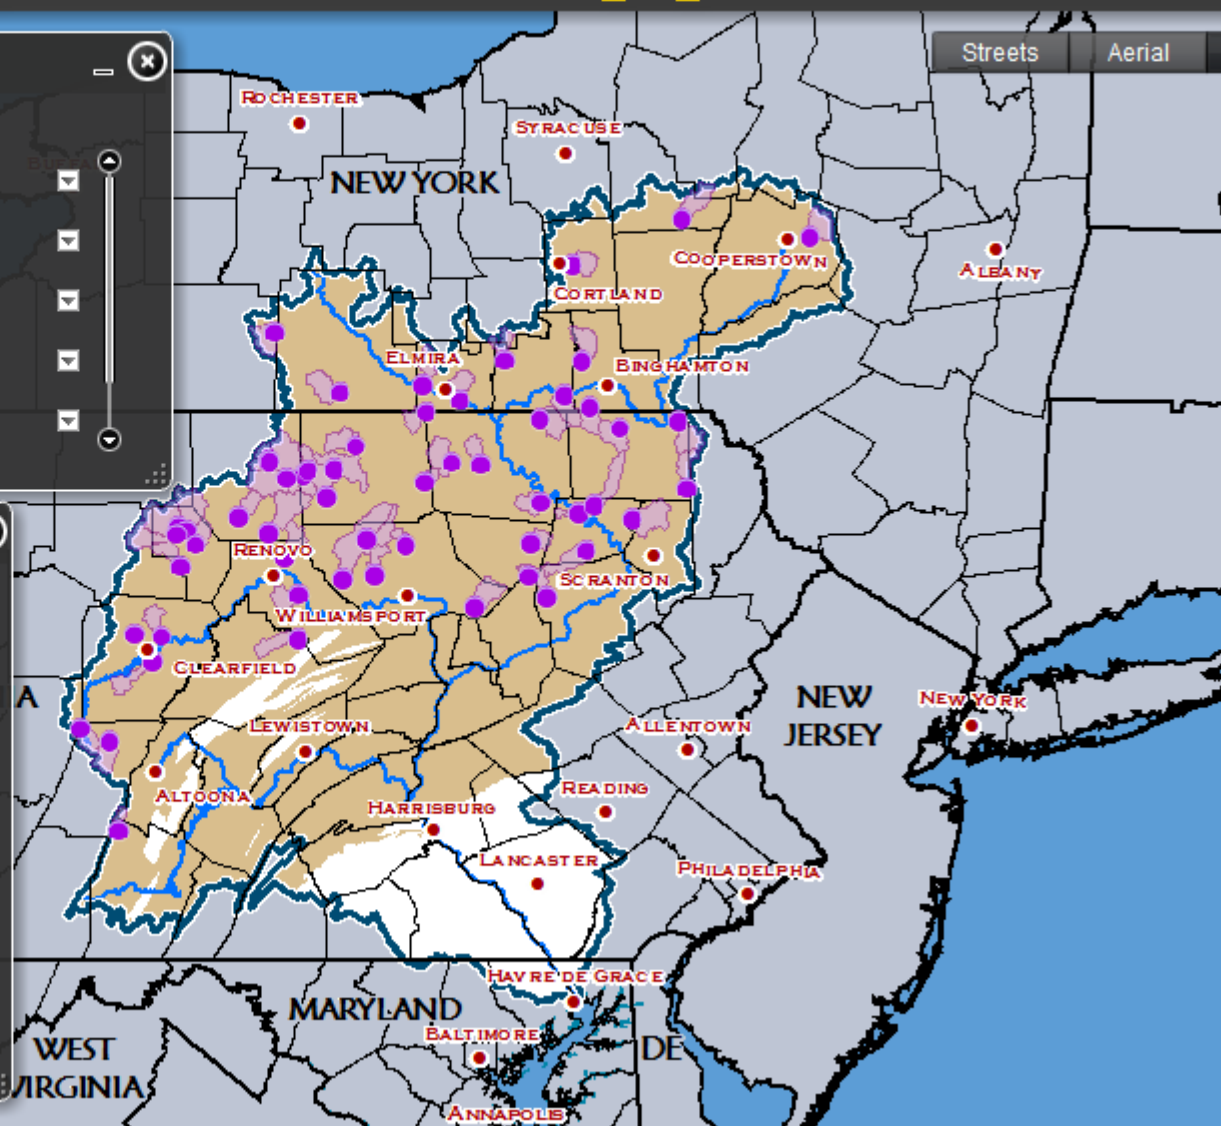 Streets
Aerial
ROCHESTER
SYRACUSE
NEW YORK
COOPERSTOWN
ALBANY
CORTLAND
ELMIRA
BINGHAMTON
RENOVO
SCRANTON
WILLIAMSPORT
CLEARFIELD
A
NEW
JERSEY
NEW YORK
LEWISTOWN
ALLENTOWN
ALTOONA
READING
HARRISBURG
LANCASTER
PHILADELPHIA
HAVRE DE GRACE
MARYLAND
BALTIMORE
DE
WEST
VIRGINIA
ANNAPOLIS